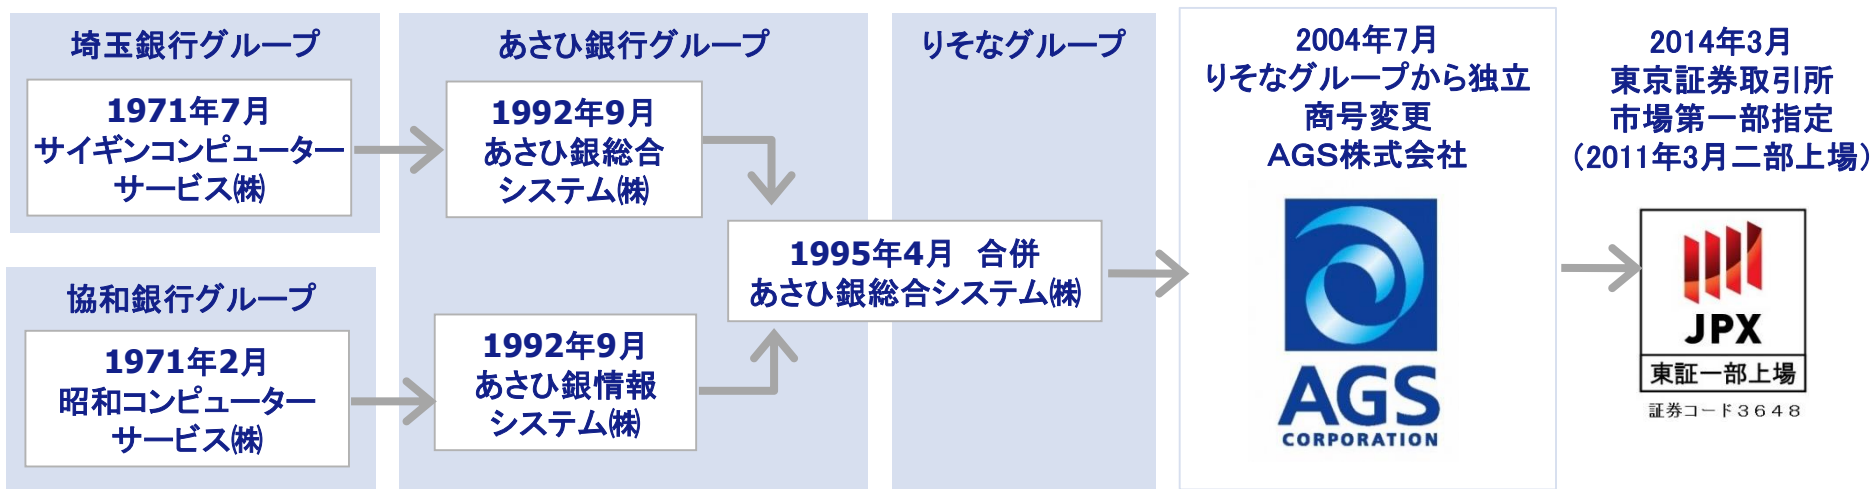 埼玉銀行グループ
1971年7月
サイギンコンピューター
サービス㈱
協和銀行グループ
1971年2月
昭和コンピューター
サービス㈱
あさひ銀行グループ
1992年9月
あさひ銀総合
システム㈱
1992年9月
あさひ銀情報
システム㈱
りそなグループ
1995年4月　合併
あさひ銀総合システム㈱
2004年7月
りそなグループから独立
商号変更
AGS株式会社
AGS
CORPORATION
2014年3月
東京証券取引所
市場第一部指定
（2011年3月二部上場）
JPX
東証一部上場
証券コード３６４８